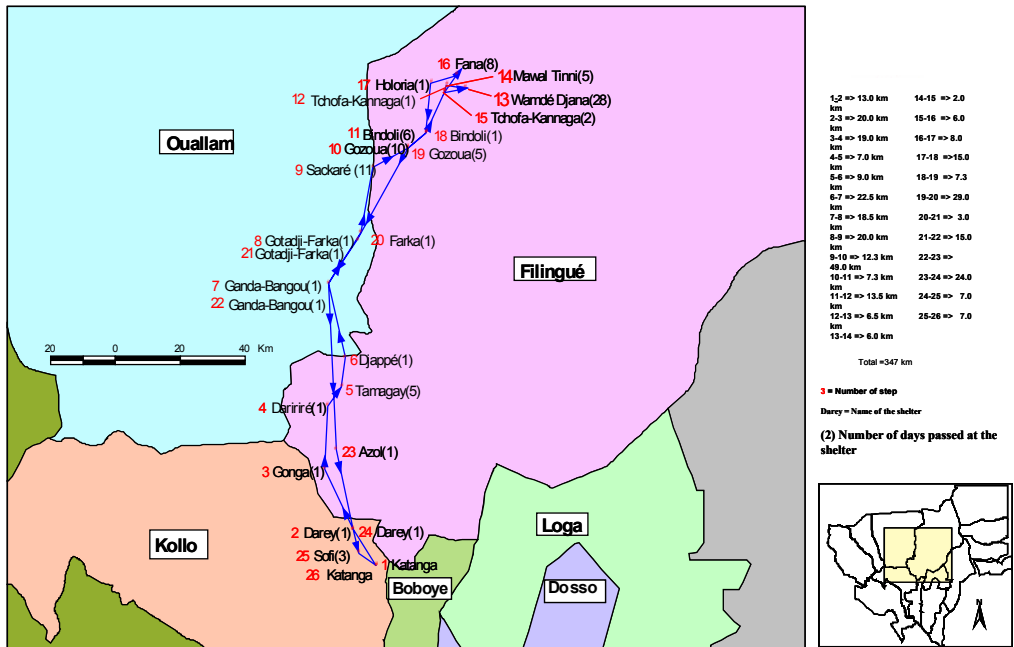 16 Fana(8)
14 Mawal Tinni(5)
17 Holoria(1)
12 Tchofa-Kannaga(1)
13 Wamdé Djana(28)
15 Tchofa-Kannaga(2)
11 Bindoli(6)
18 Bindoli(1)
Ouallam
10 Gozoua(10)
19 Gozoua(5)
9 Sackaré (11)
8 Gotadji-Farka(1)
20 Farka(1)
21 Gotadji-Farka(1)
Filingué
7 Ganda-Bangou(1)
22 Ganda-Bangou(1)
20 0 20 40 Km
6 Djappé(1)
5 Tamagay(5)
4 Daririré(1)
23 Azol(1)
3 Gonga(1)
2 Darey(1)
24 Darey(1)
Loga
Kollo
25 Sofi(3)
1 Katanga
26 Katanga
Boboye
Dosso
1-2 => 13.0 km 14-15 => 2.0
km
2-3 => 20.0 km 15-16 => 6.0
km
3-4 => 19.0 km 16-17 => 8.0
km
4-5 => 7.0 km 17-18 =>15.0
km
5-6 => 9.0 km 18-19 => 7.3
km
6-7 => 22.5 km 19-20 => 29.0
km
7-8 => 18.5 km 20-21 => 3.0
km
8-9 => 20.0 km 21-22 => 15.0
km
9-10 => 12.3 km 22-23 =>
49.0 km
10-11 => 7.3 km 23-24 => 24.0
km
11-12 => 13.5 km 24-25 => 7.0
km
12-13 => 6.5 km 25-26 => 7.0
km
13-14 => 6.0 km
Total =347 km
3 = Number of step
Darey = Name of the shelter
(2) Number of days passed at the
shelter
N